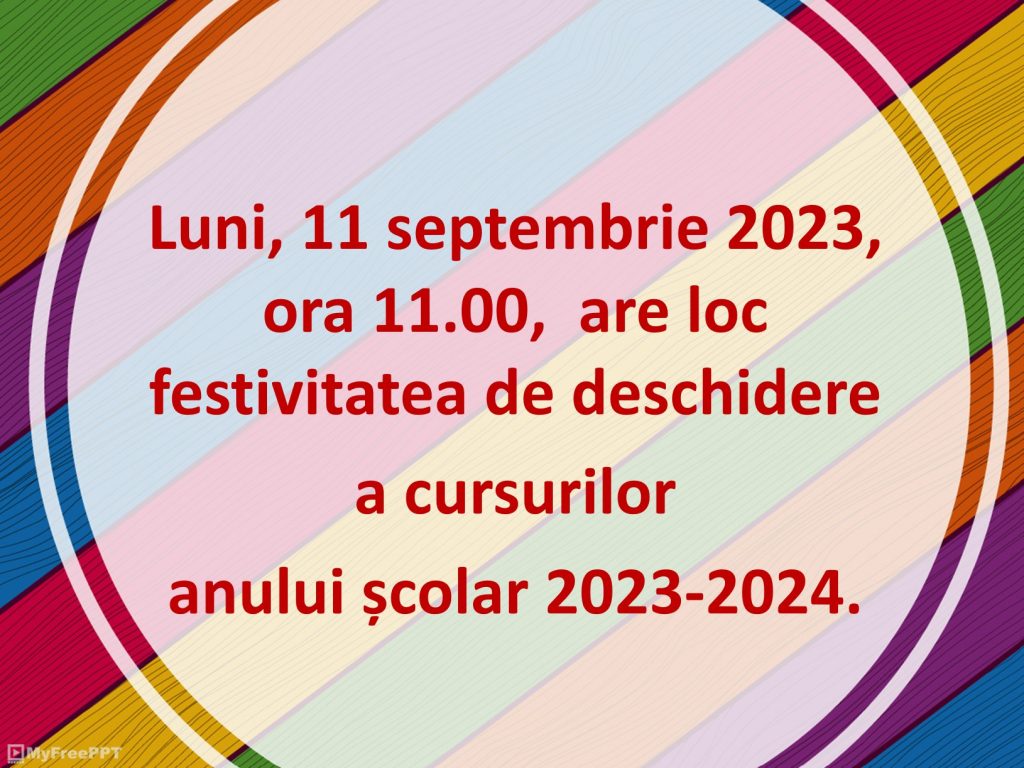 Luni, 11 septembrie 2023,
ora 11.00,  are loc
festivitatea de deschidere
a cursurilor
anului școlar 2023-2024.
MyFreePPT